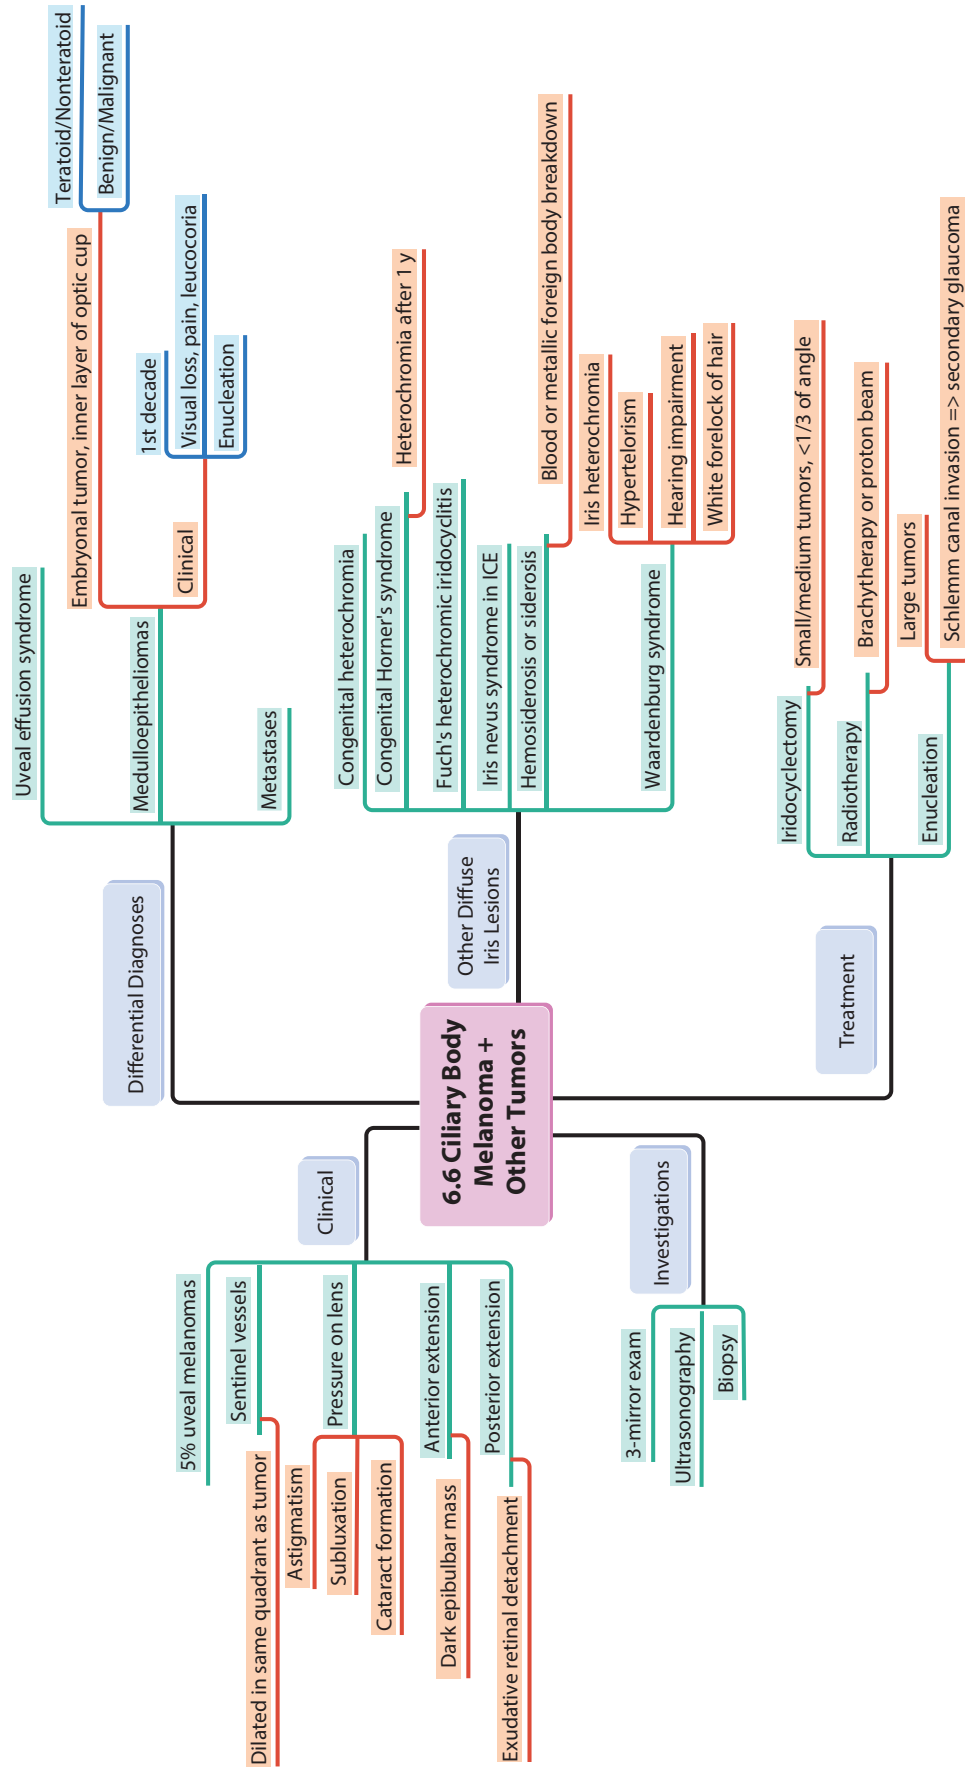 6.6 Ciliary Body
Melanoma +
Other Tumors
Clinical
5% uveal melanomas
Sentinel vessels
Dilated in same quadrant as tumor
Pressure on lens
Astigmatism
Subluxation
Cataract formation
Anterior extension
Dark epibulbar mass
Posterior extension
Exudative retinal detachment
Investigations
3-mirror exam
Ultrasonography
Biopsy
Differential Diagnoses
Uveal effusion syndrome
Medulloepitheliomas
Embryonal tumor, inner layer of optic cup
Teratoid/Nonteratoid
Benign/Malignant
Clinical
1st decade
Visual loss, pain, leucocoria
Enucleation
Metastases
Other Diffuse
Iris Lesions
Congenital heterochromia
Congenital Horner's syndrome
Heterochromia after 1 y
Fuch's heterochromic iridocyclitis
Iris nevus syndrome in ICE
Hemosiderosis or siderosis
Blood or metallic foreign body breakdown
Waardenburg syndrome
Iris heterochromia
Hypertelorism
Hearing impairment
White forelock of hair
Treatment
Iridocyclectomy
Small/medium tumors, <1/3 of angle
Radiotherapy
Brachytherapy or proton beam
Enucleation
Large tumors
Schlemm canal invasion => secondary glaucoma